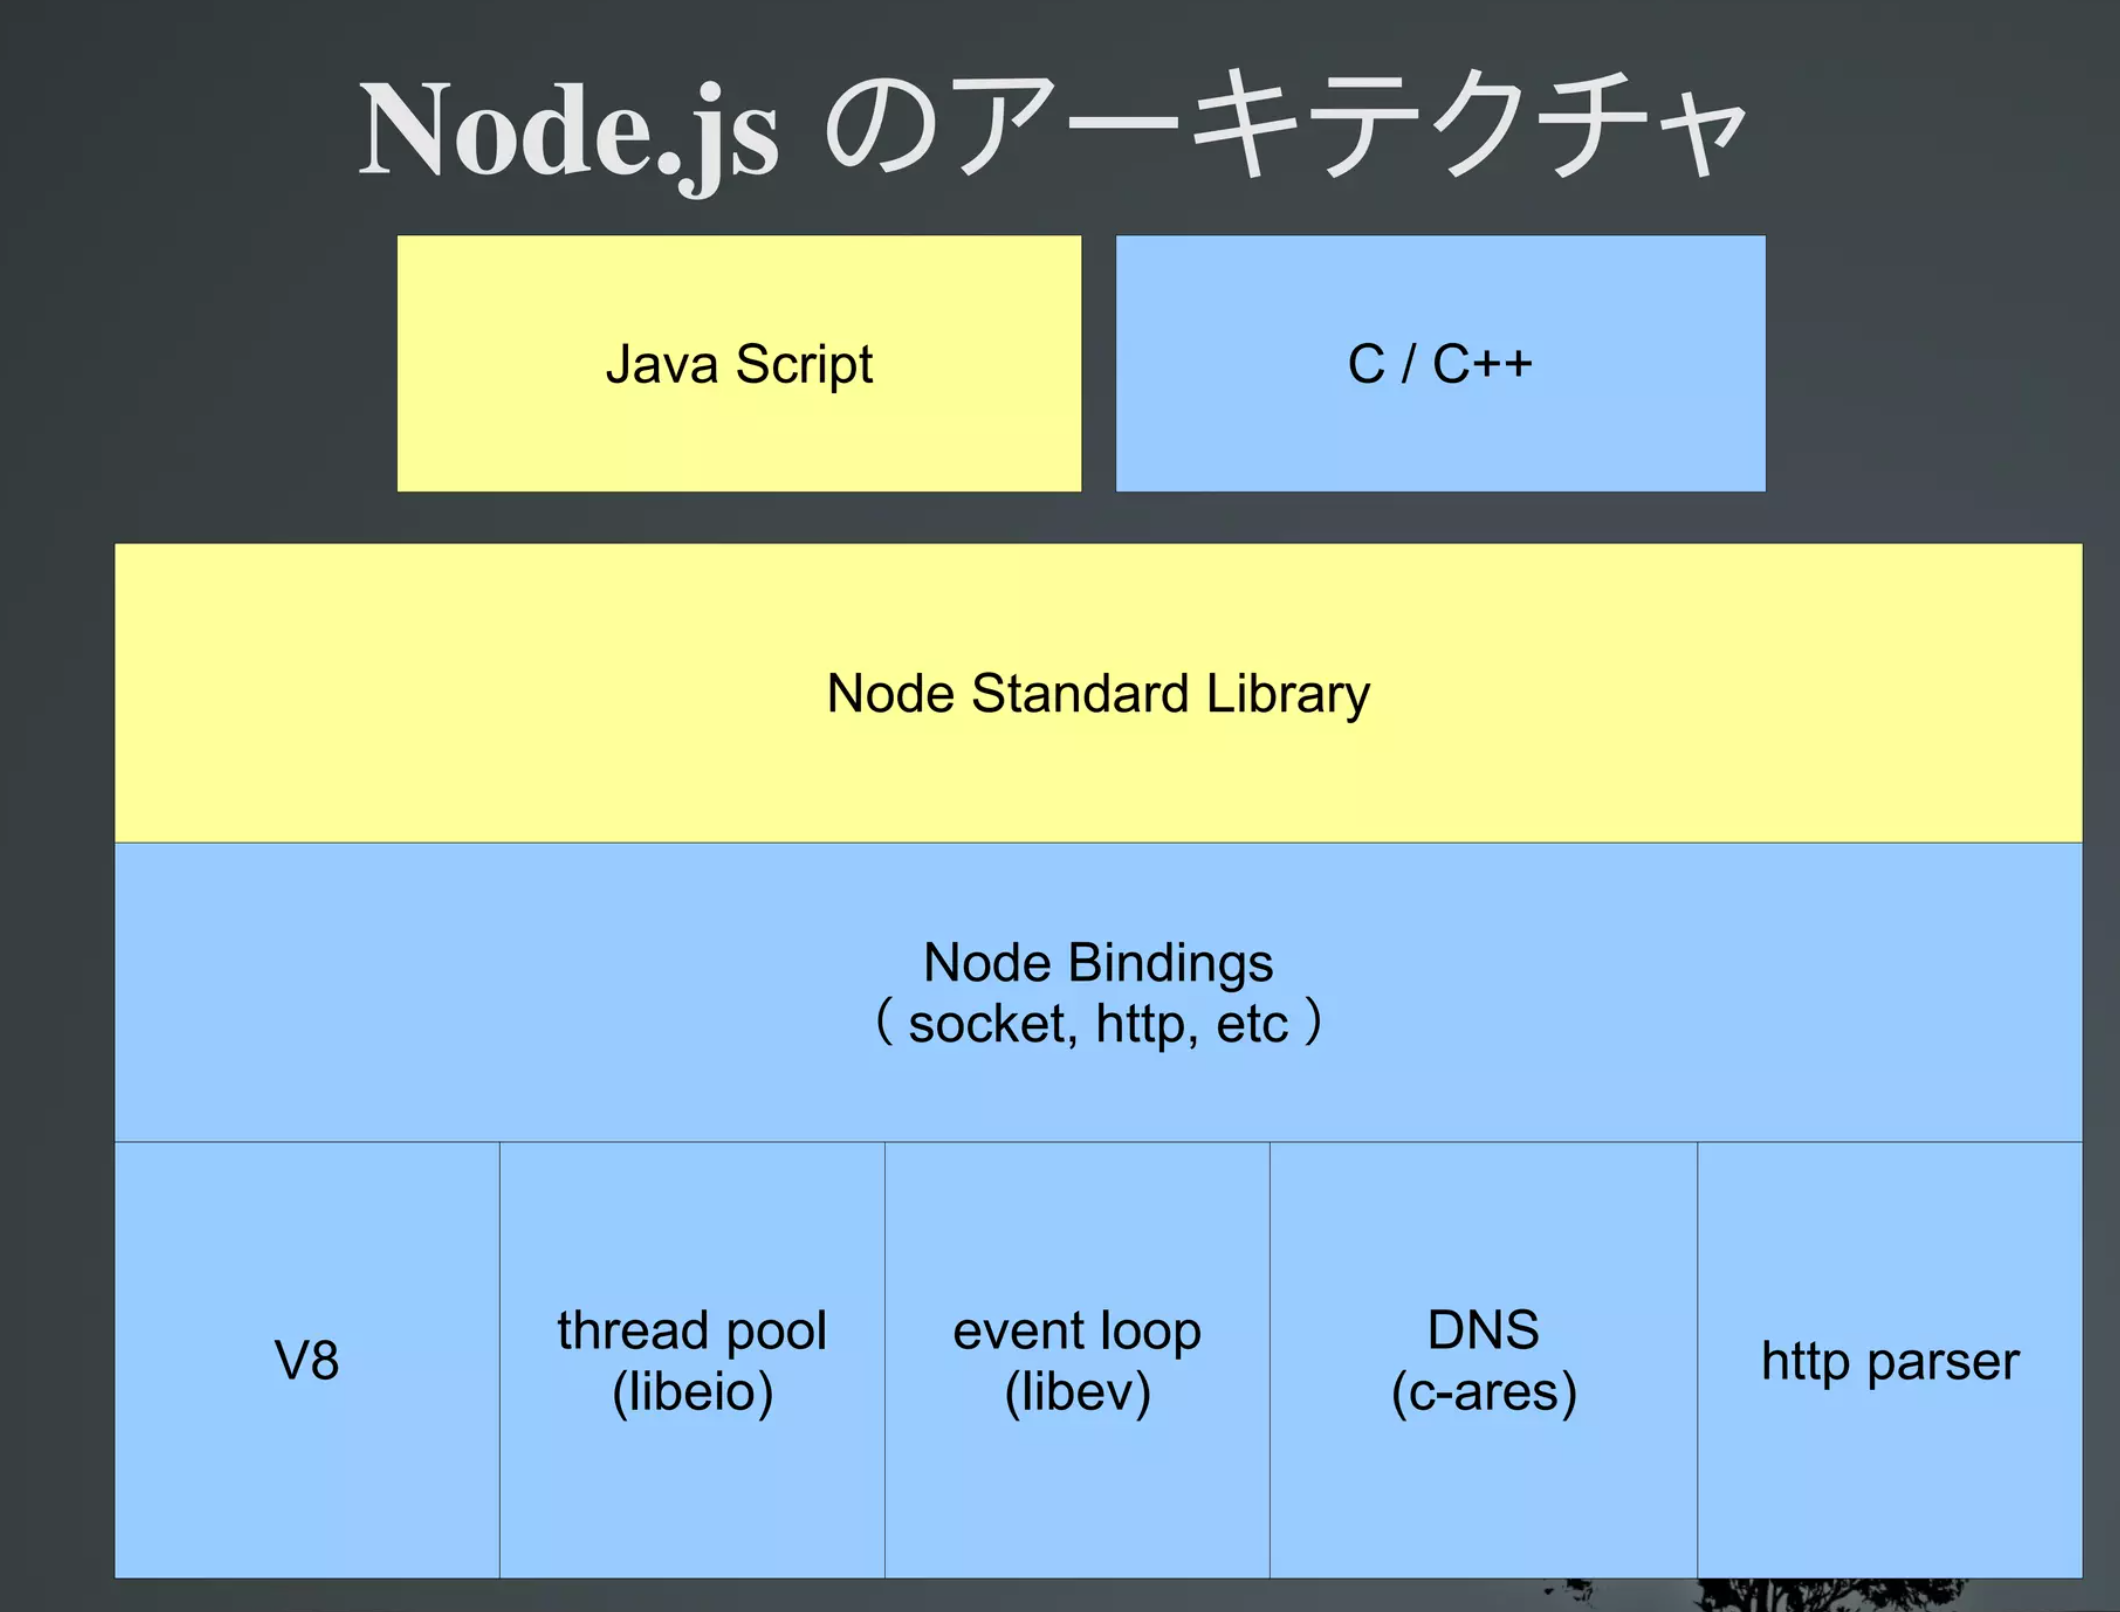 Node.js のアーキテクチャ
Java Script
C / C++
Node Standard Library
Node Bindings
( socket, http, etc )
V8
thread pool
(libeio)
event loop
(libev)
DNS
(c-ares)
http parser